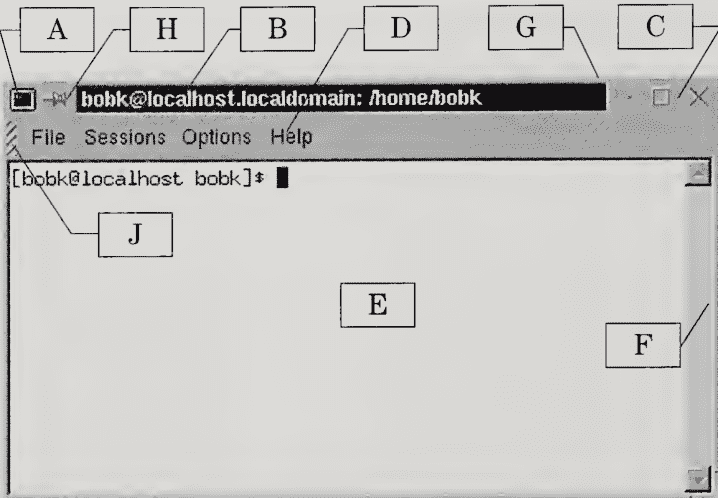 A H B D G C
bobk@localhost.localdomain: /home/bobk
File Sessions Options Help
[bobk@localhost bobk]$
J
E
F